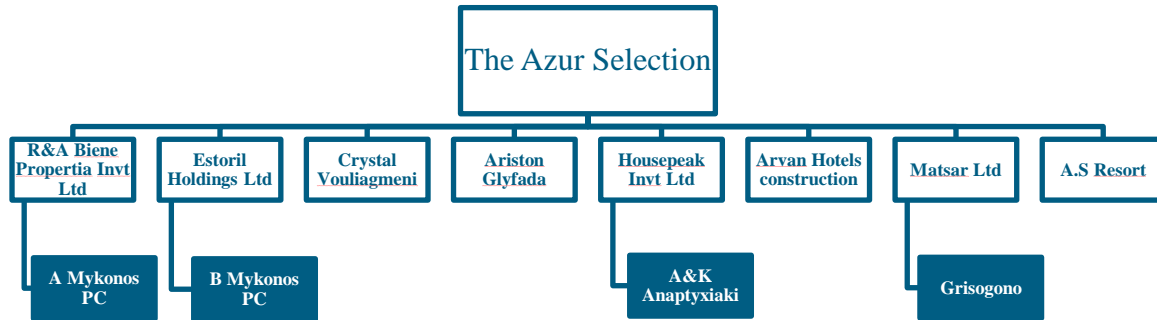 The Azur Selection
R&A Biene
Propertia Invt
Ltd
Estoril
Holdings Ltd
Crystal
Vouliagmeni
Ariston
Glyfada
Housepeak
Invt Ltd
Arvan Hotels
construction
Matsar Ltd
A.S Resort
A Mykonos
PC
B Mykonos
PC
A&K
Anaptyxiaki
Grisogono